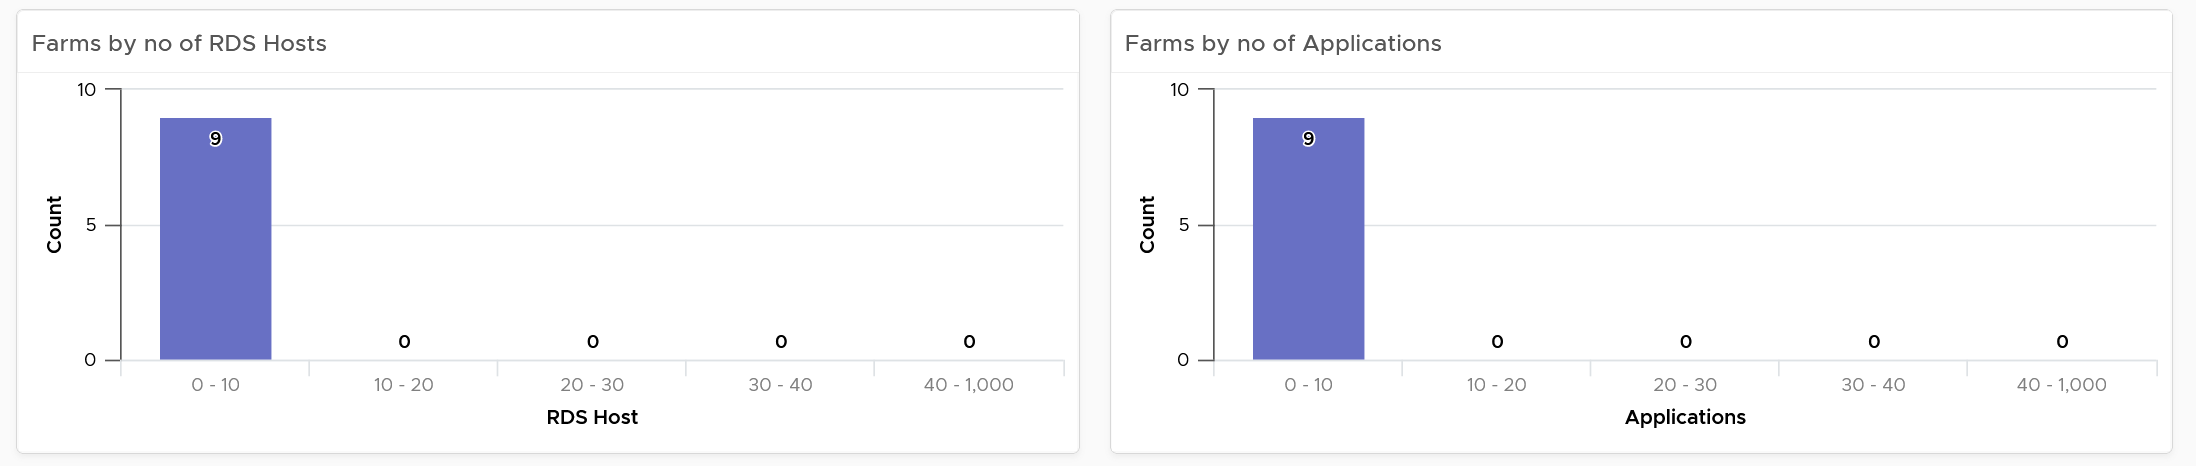 Farms by no of RDS Hosts
10
9
5
Count
0
0
0
0
0
0 - 10
10 - 20
20 - 30
30 - 40
40 - 1,000
RDS Host
Farms by no of Applications
10
9
5
Count
0
0
0
0
0
0 - 10
10 - 20
20 - 30
30 - 40
40 - 1,000
Applications